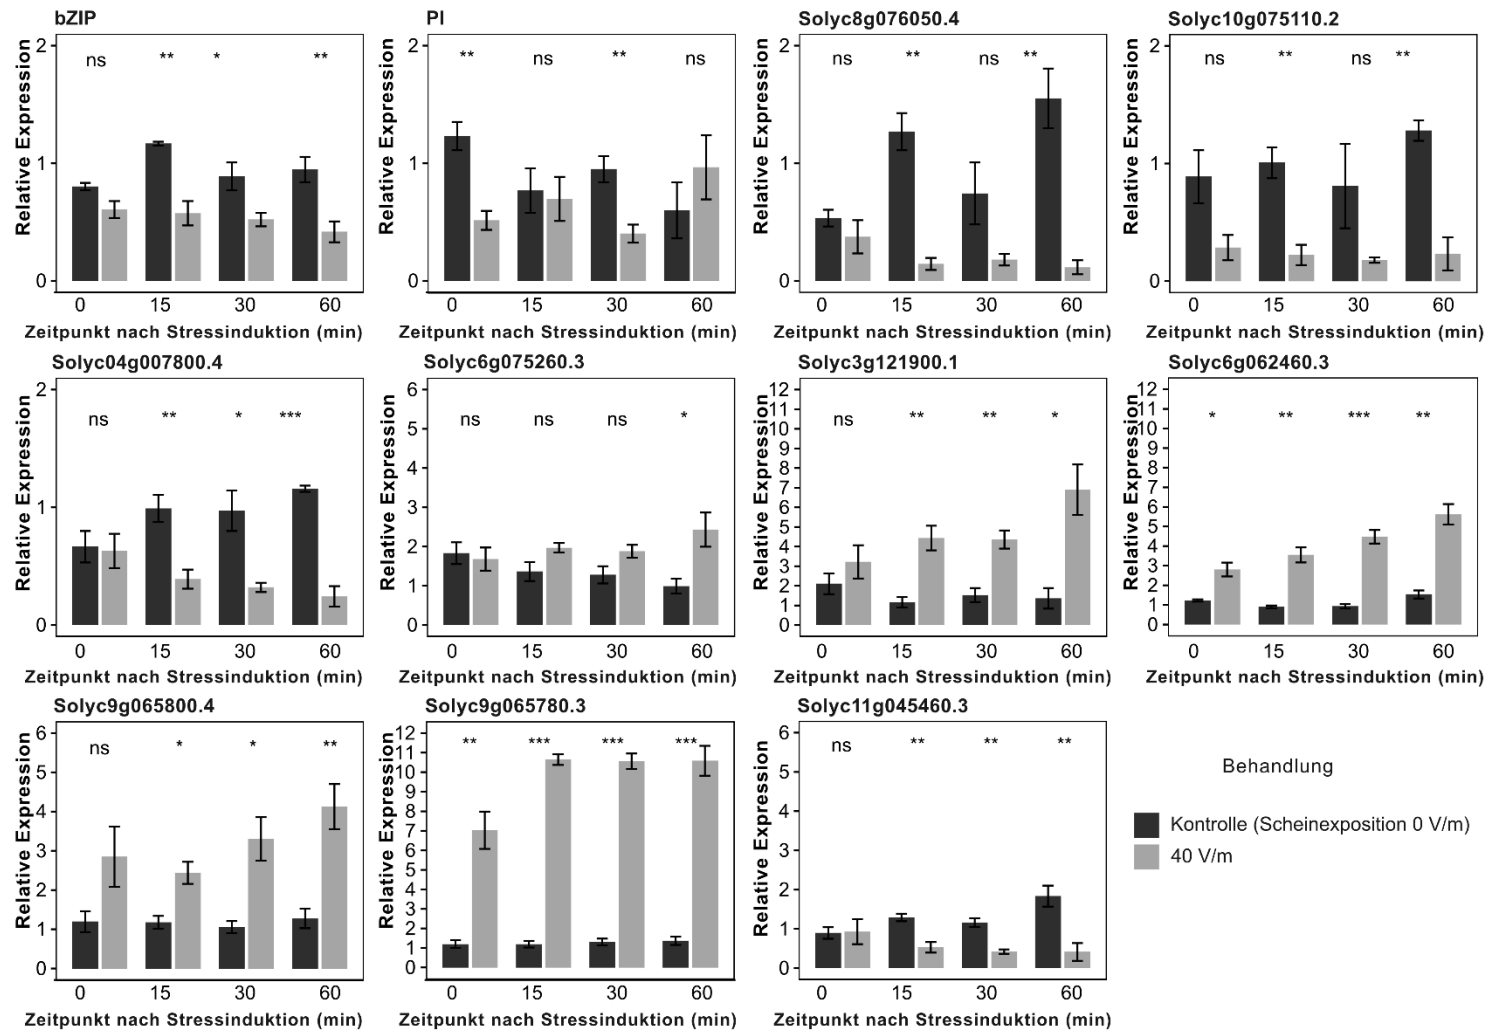 bZIP
PI
Solyc8g076050.4
Solyc10g075110.2
Relative Expression
2
1
0
ns
**
*
**
0
15
30
60
Zeitpunkt nach Stressinduktion (min)
Relative Expression
2
1
0
**
ns
**
ns
0
15
30
60
Zeitpunkt nach Stressinduktion (min)
Relative Expression
2
1
0
ns
**
ns
**
0
15
30
60
Zeitpunkt nach Stressinduktion (min)
Relative Expression
2
1
0
ns
**
ns
**
0
15
30
60
Zeitpunkt nach Stressinduktion (min)
Solyc04g007800.4
Solyc6g075260.3
Solyc3g121900.1
Solyc6g062460.3
Relative Expression
2
1
0
ns
**
*
***
0
15
30
60
Zeitpunkt nach Stressinduktion (min)
Relative Expression
6
5
4
3
2
1
0
ns
ns
ns
*
0
15
30
60
Zeitpunkt nach Stressinduktion (min)
Relative Expression
12
11
10
9
8
7
6
5
4
3
2
1
0
ns
**
**
*
0
15
30
60
Zeitpunkt nach Stressinduktion (min)
Relative Expression
12
11
10
9
8
7
6
5
4
3
2
1
0
*
**
***
**
0
15
30
60
Zeitpunkt nach Stressinduktion (min)
Solyc9g065800.4
Solyc9g065780.3
Solyc11g045460.3
Relative Expression
6
5
4
3
2
1
0
ns
*
*
**
0
15
30
60
Zeitpunkt nach Stressinduktion (min)
Relative Expression
12
11
10
9
8
7
6
5
4
3
2
1
0
**
***
***
***
0
15
30
60
Zeitpunkt nach Stressinduktion (min)
Relative Expression
6
5
4
3
2
1
0
ns
**
**
**
0
15
30
60
Zeitpunkt nach Stressinduktion (min)
Behandlung
Kontrolle (Scheinexposition 0 V/m)
40 V/m